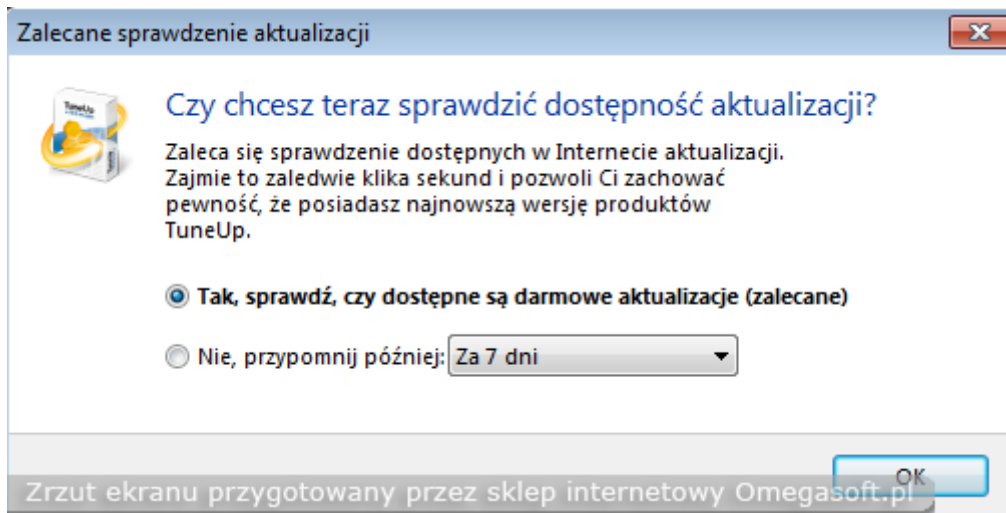 Zalecane sprawdzenie aktualizacji
TuneUp
Czy chcesz teraz sprawdzić dostępność aktualizacji?
Zaleca się sprawdzenie dostępnych w Internecie aktualizacji.
Zajmie to zaledwie klika sekund i pozwoli Ci zachować
pewność, że posiadasz najnowszą wersję produktów
TuneUp.
Tak, sprawdź, czy dostępne są darmowe aktualizacje (zalecane)
Nie, przypomnij później: Za 7 dni
OK
Zrzut ekranu przygotowany przez sklep internetowy Omegasoft.pl